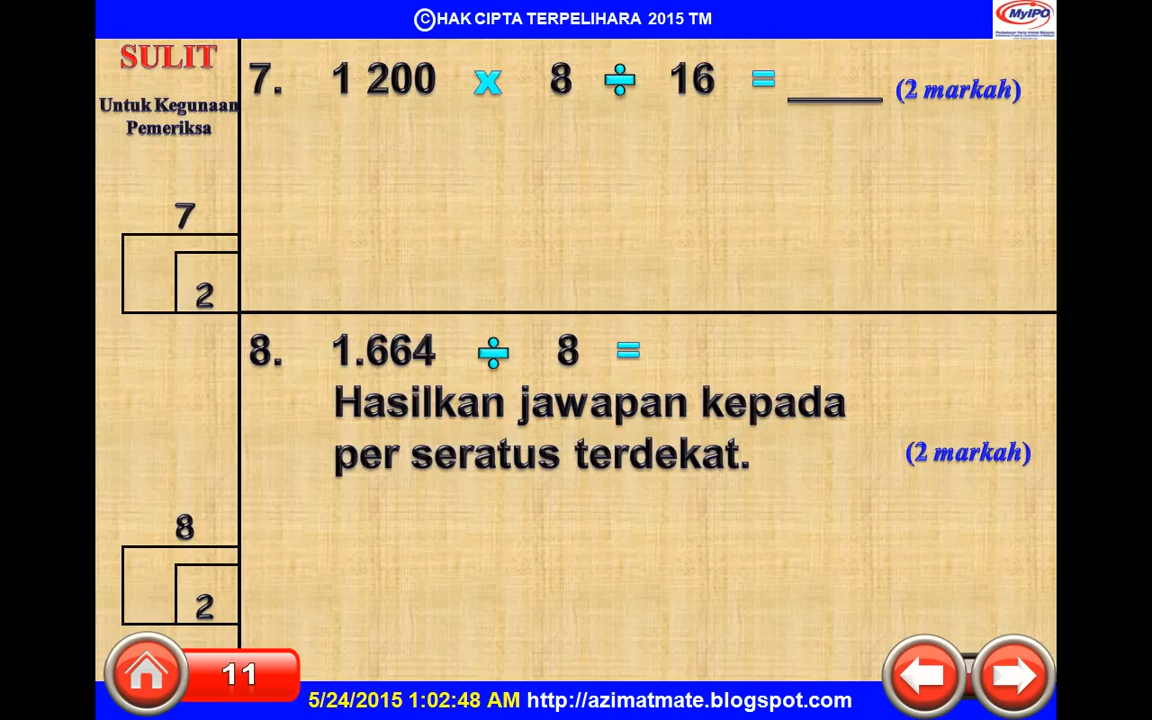 ©HAK CIPTA TERPELIHARA 2015 TM
MyIPO
SULIT
Untuk Kegunaan
Pemeriksa
7. 1 200 x 8 ÷ 16 = _____ (2 markah)
7
2
8. 1.664 ÷ 8 =
Hasilkan jawapan kepada
per seratus terdekat. (2 markah)
8
2
11
5/24/2015 1:02:48 AM http://azimatmate.blogspot.com